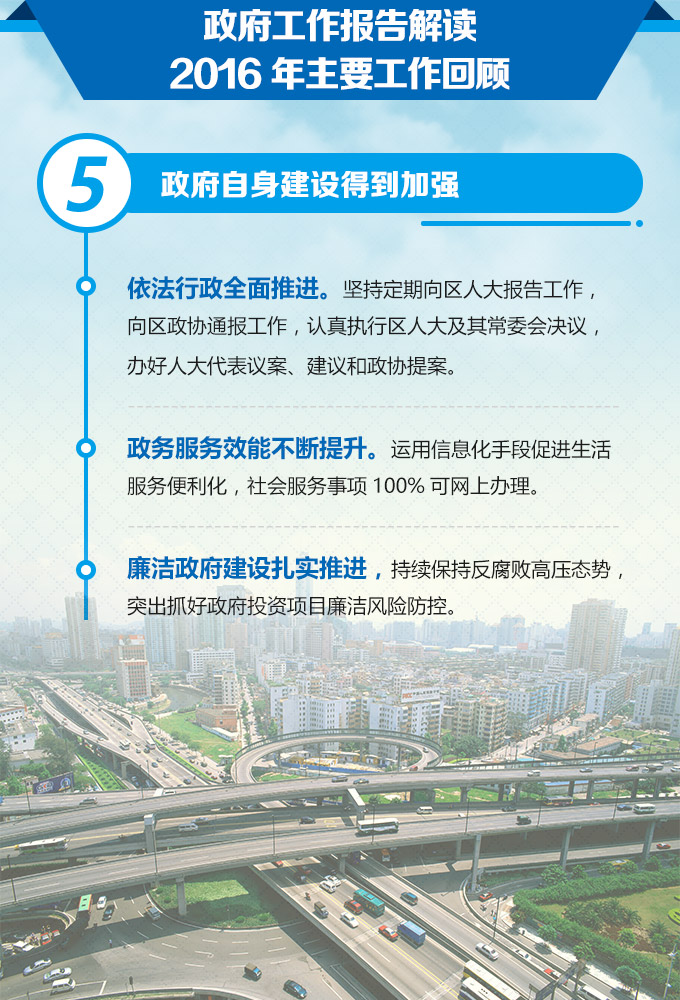 政府工作报告解读
2016 年主要工作回顾
5
政府自身建设得到加强
依法行政全面推进。坚持定期向区人大报告工作，
向区政协通报工作，认真执行区人大及其常委会决议，
办好人大代表议案、建议和政协提案。
政务服务效能不断提升。运用信息化手段促进生活
服务便利化，社会服务事项 100% 可网上办理。
廉洁政府建设扎实推进，持续保持反腐败高压态势，
突出抓好政府投资项目廉洁风险防控。